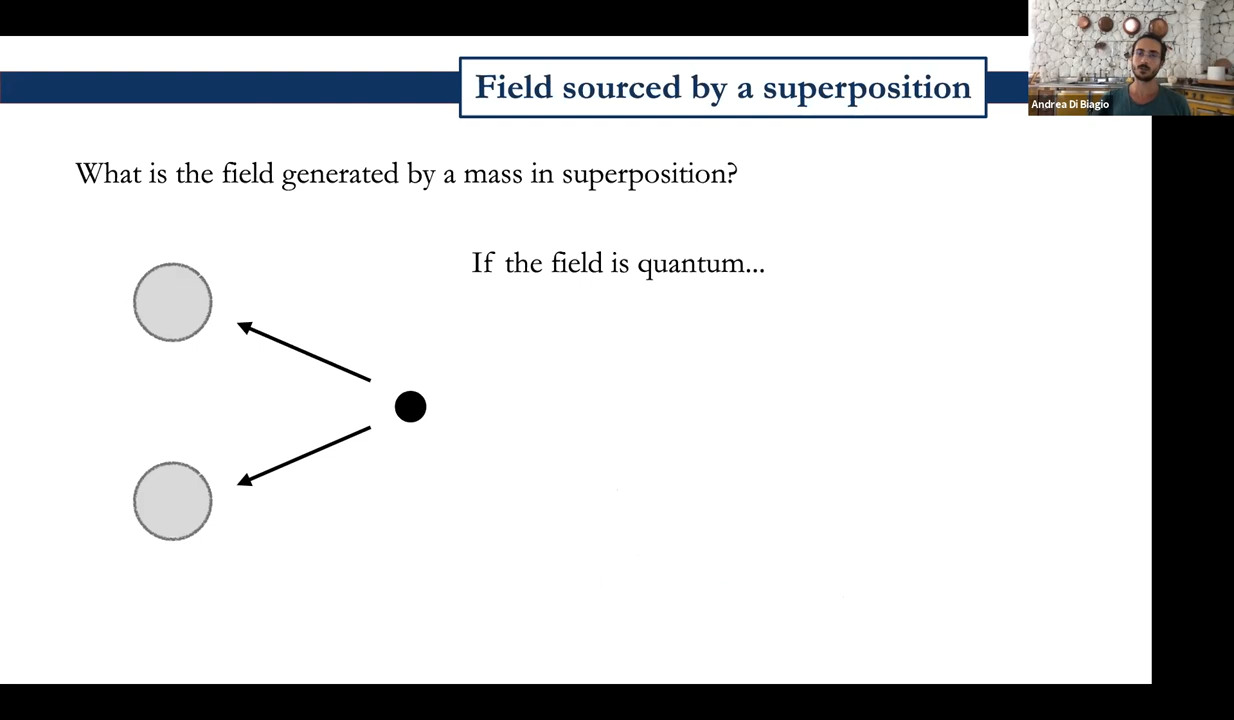 Field sourced by a superposition
Andrea Di Biagio
What is the field generated by a mass in superposition?
If the field is quantum...